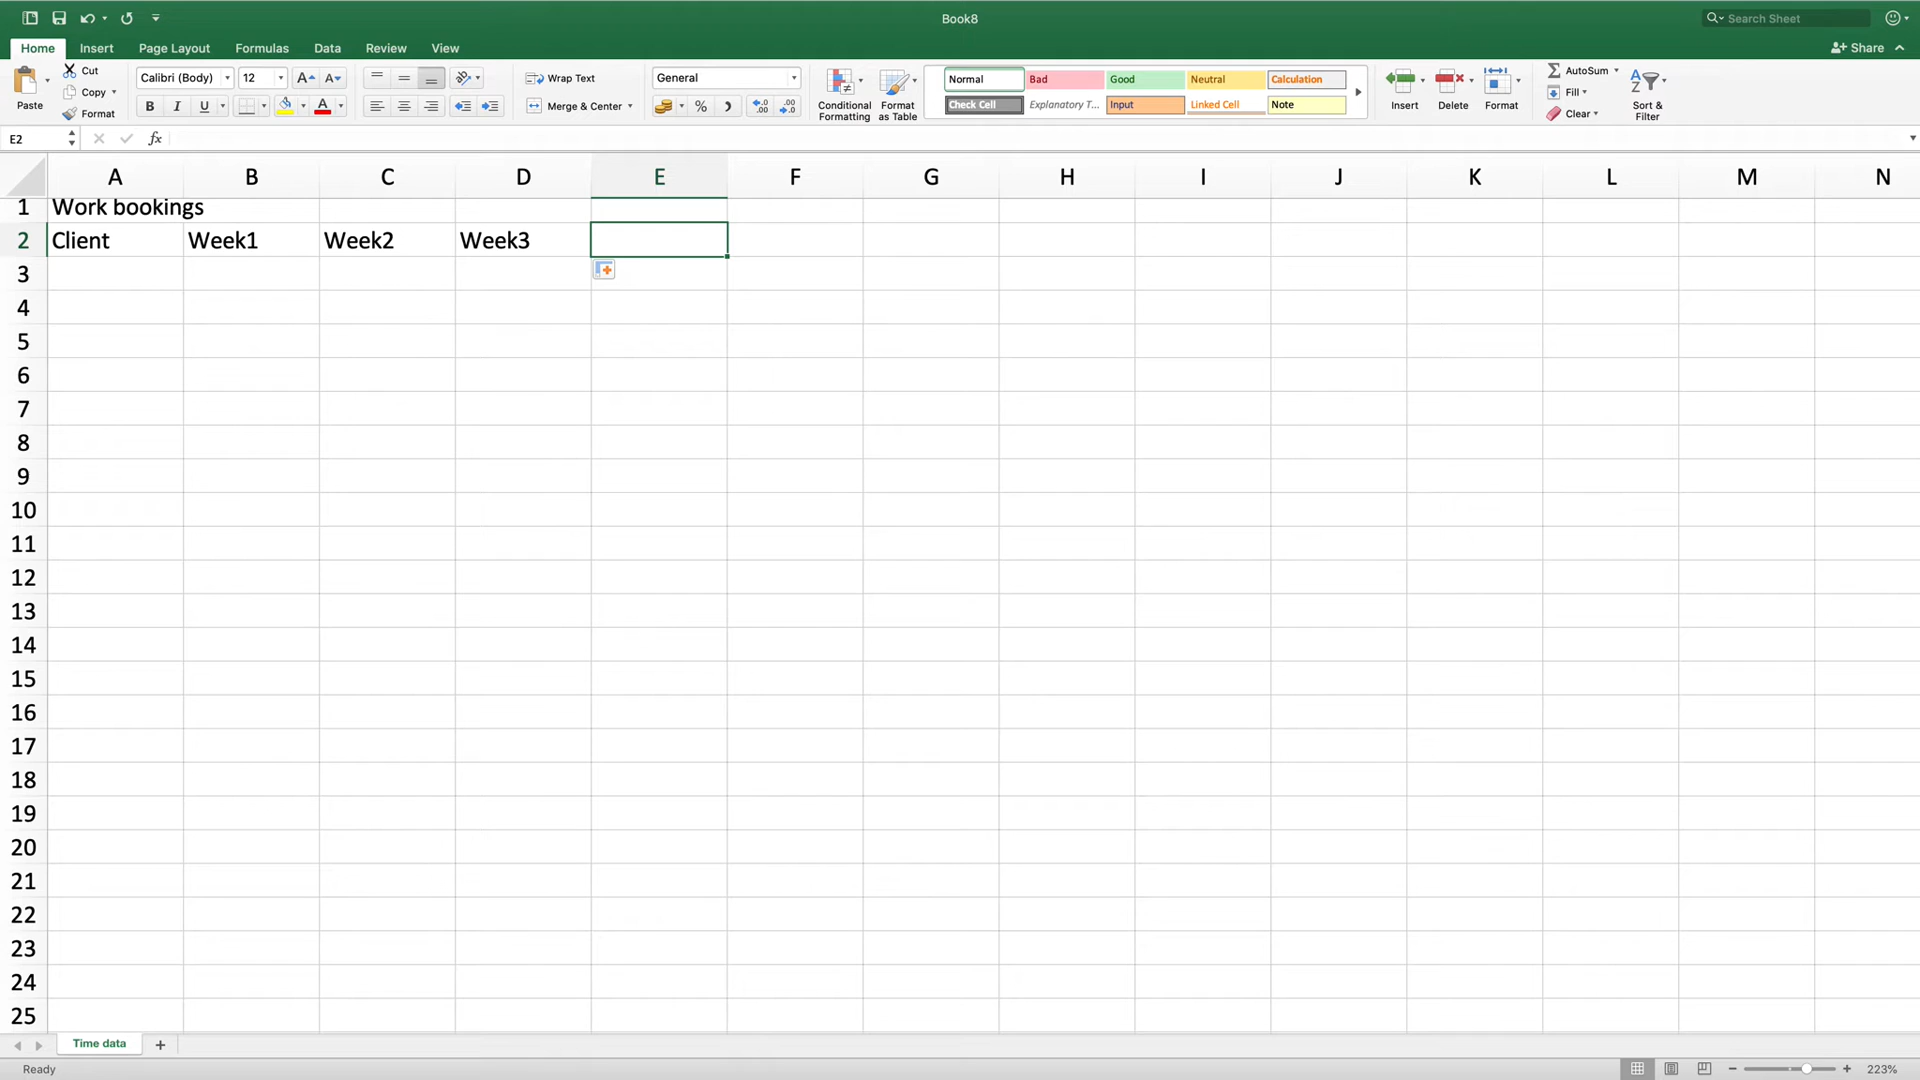 Book8
Search Sheet
Home Insert Page Layout Formulas Data Review View
Share
Paste
Cut
Copy
Format
Calibri (Body) 12
A A
B I U A
Wrap Text
Merge & Center
General
%
Conditional Formatting
Format as Table
Normal Bad Good Neutral Calculation
Check Cell Explanatory T... Input Linked Cell Note
Insert Delete Format
AutoSum
Fill
Clear
Sort & Filter
E2 fx
A B C D E F G H I J K L M N
1 Work bookings
2 Client Week1 Week2 Week3
3
4
5
6
7
8
9
10
11
12
13
14
15
16
17
18
19
20
21
22
23
24
25
Time data
Ready 223%